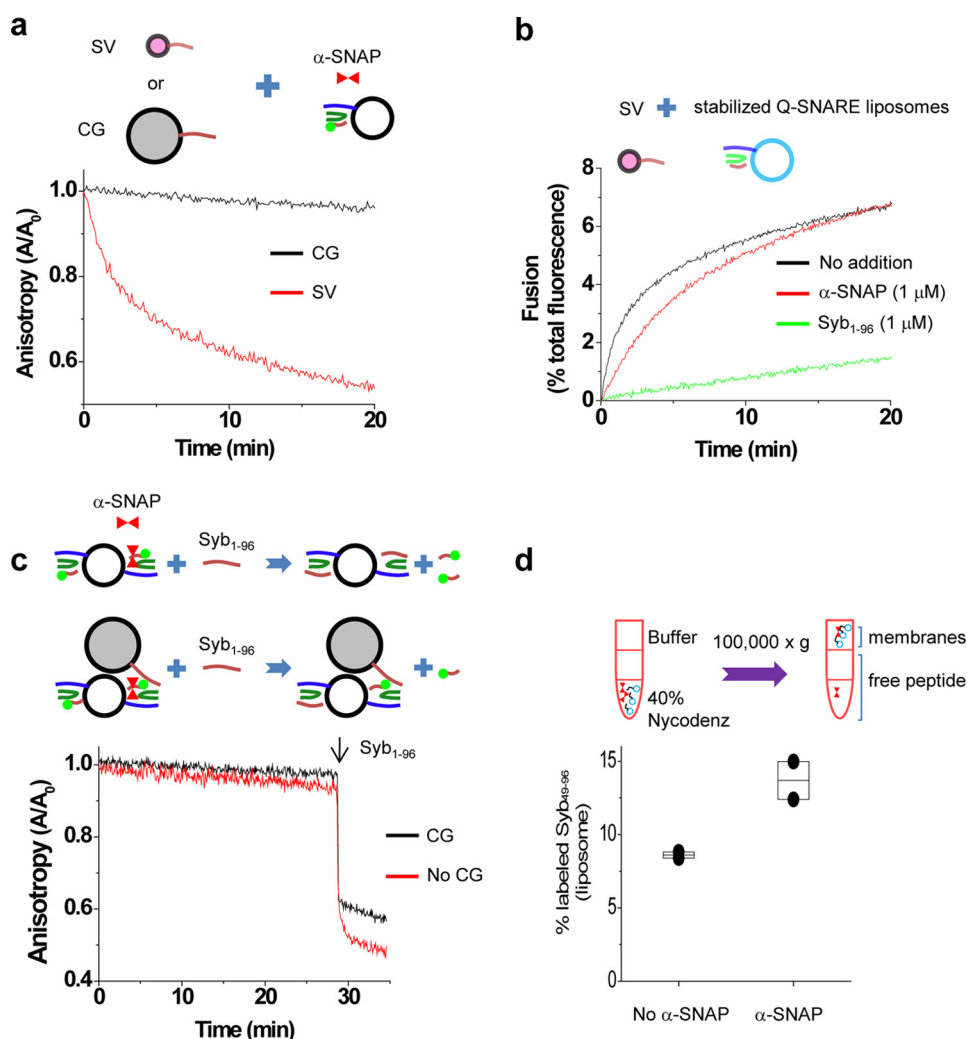 a
SV
or
CG
α-SNAP
Anisotropy (A/A0)
1.0
0.8
0.6
CG
SV
0
10
20
Time (min)
b
SV
stabilized Q-SNARE liposomes
Fusion
(% total fluorescence)
8
6
4
2
0
No addition
α-SNAP (1 μM)
Syb1-96 (1 μM)
0
10
20
Time (min)
c
α-SNAP
Syb1-96
Syb1-96
Syb1-96
Anisotropy (A/A0)
1.0
0.8
0.6
0.4
CG
No CG
0
10
20
30
Time (min)
d
Buffer
40%
Nycodenz
100,000 x g
membranes
free peptide
% labeled Syb49-96
(liposome)
15
10
5
0
No α-SNAP
α-SNAP